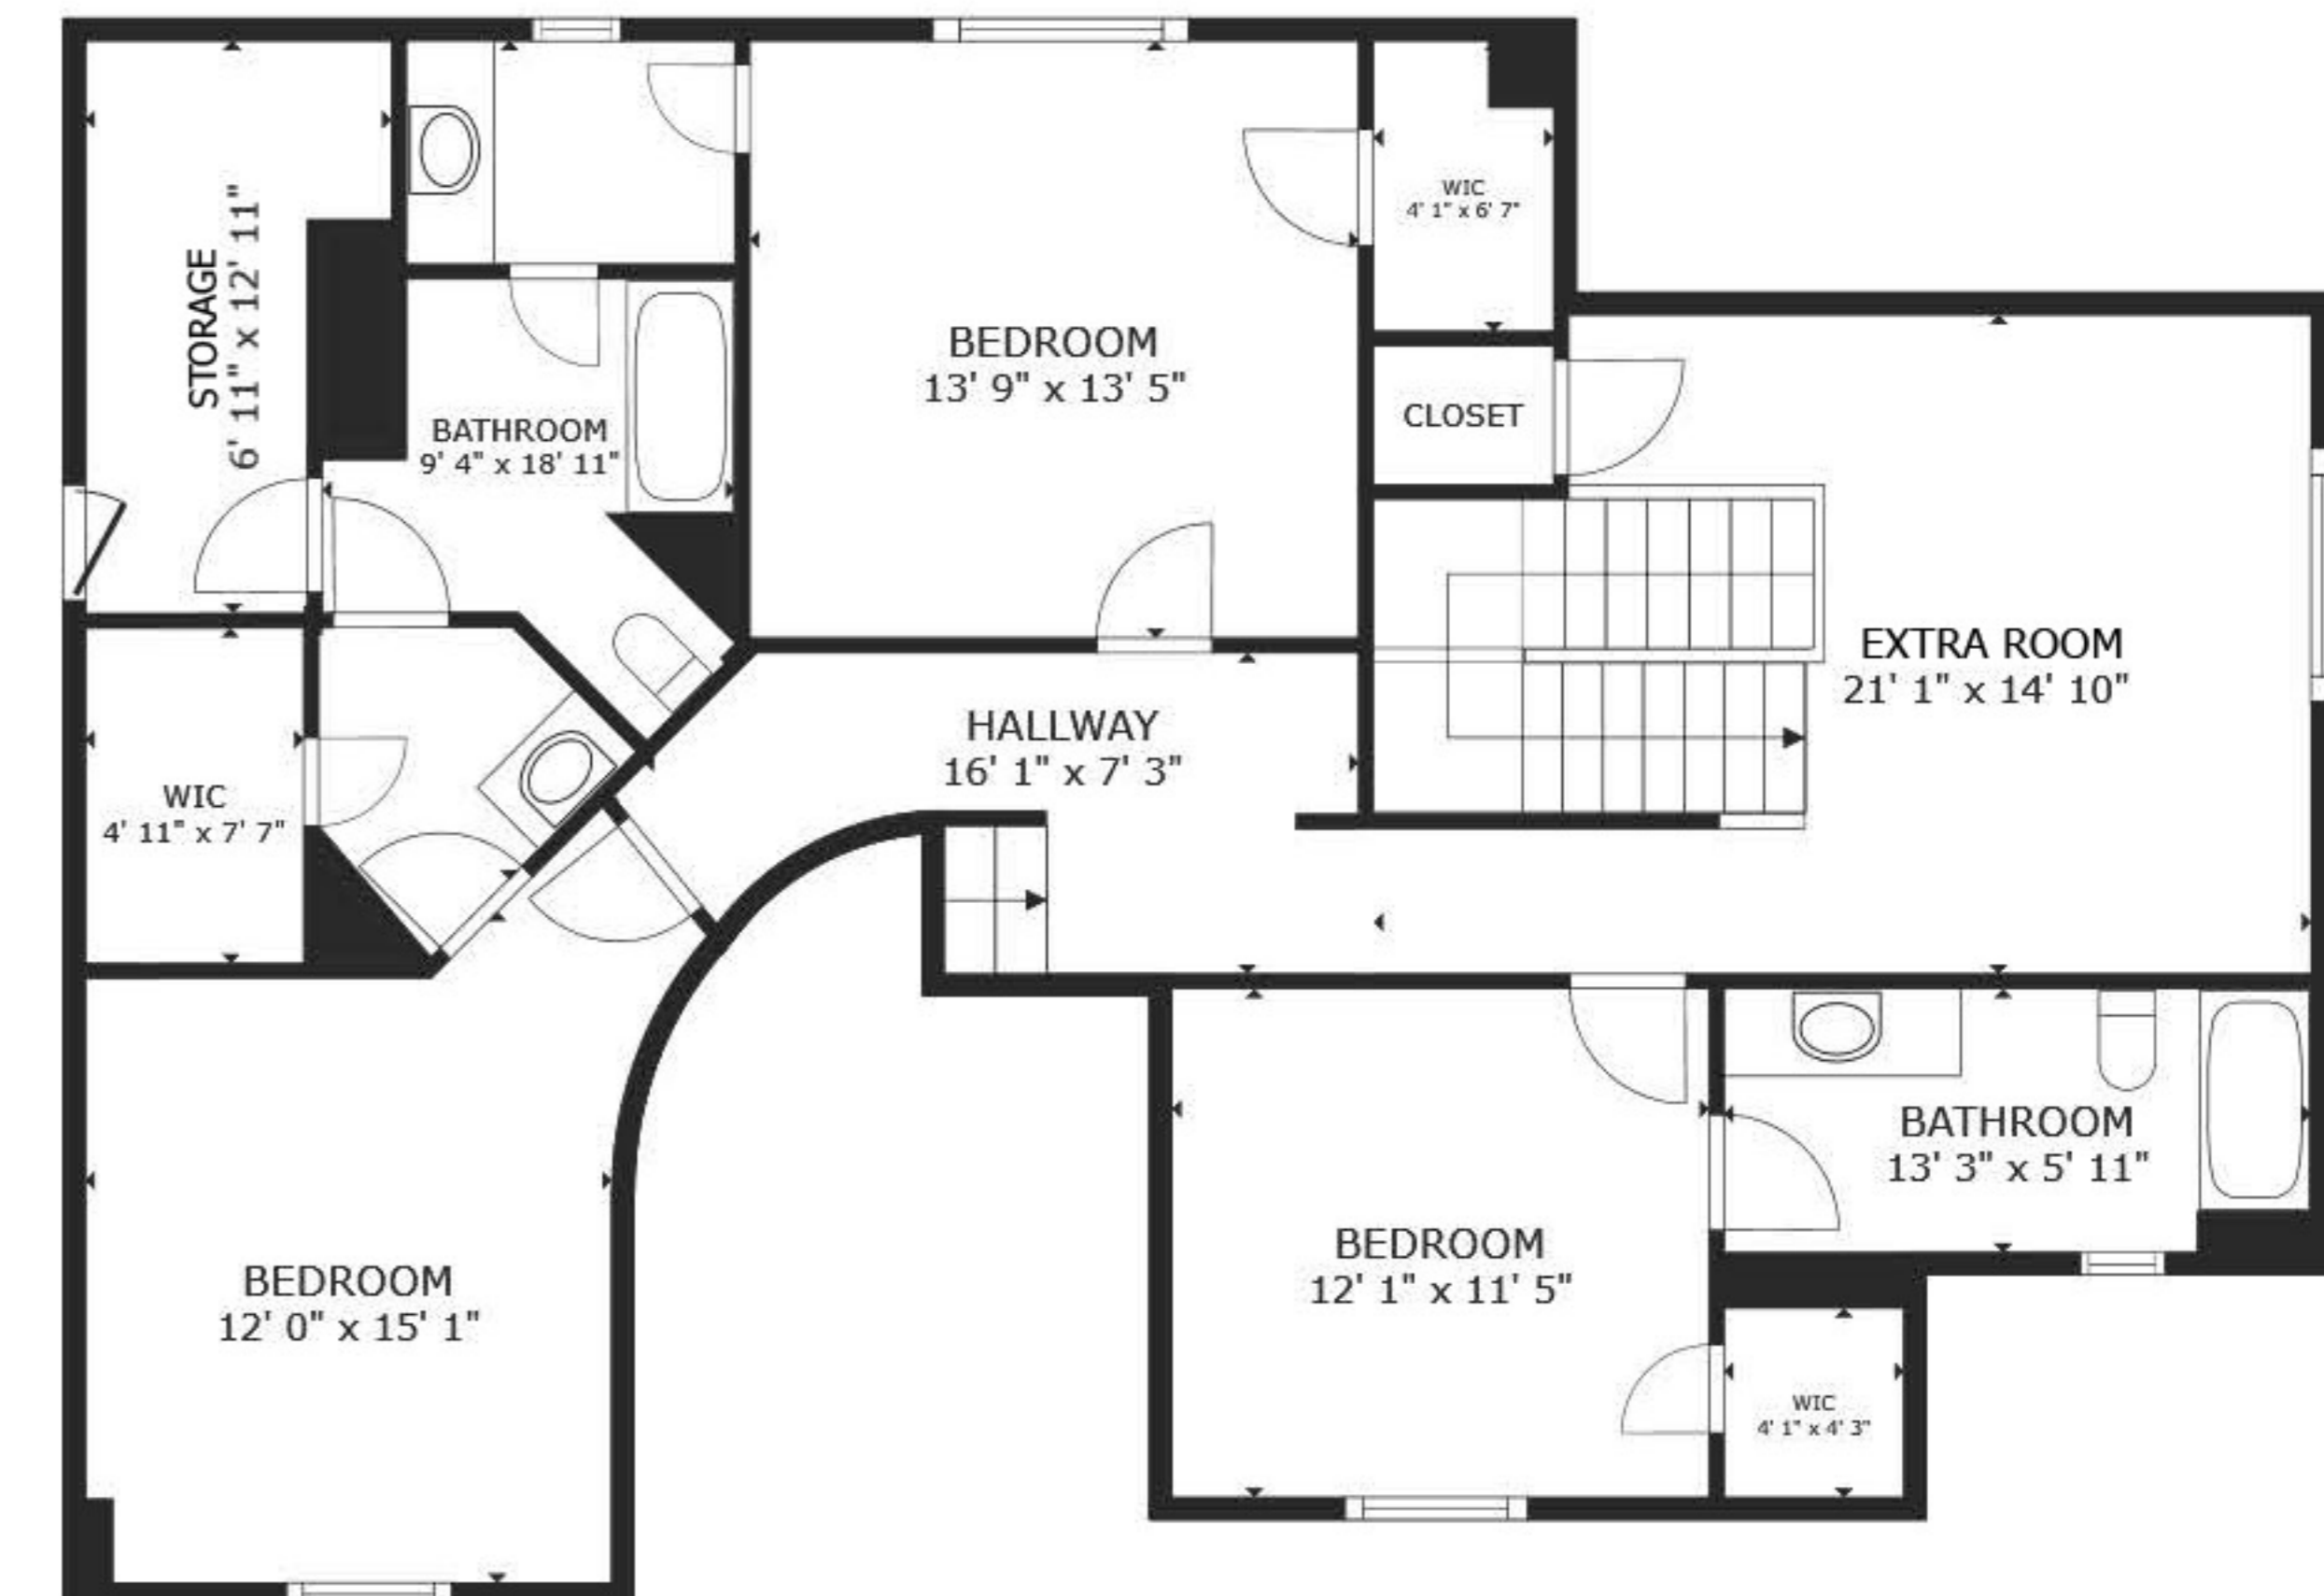 STORAGE
6' 11" x 12' 11"
BATHROOM
9' 4" x 18' 11"
BEDROOM
13' 9" x 13' 5"
WIC
4' 1" x 6' 7"
CLOSET
EXTRA ROOM
21' 1" x 14' 10"
HALLWAY
16' 1" x 7' 3"
WIC
4' 11" x 7' 7"
BEDROOM
12' 0" x 15' 1"
BEDROOM
12' 1" x 11' 5"
BATHROOM
13' 3" x 5' 11"
WIC
4' 1" x 4' 3"